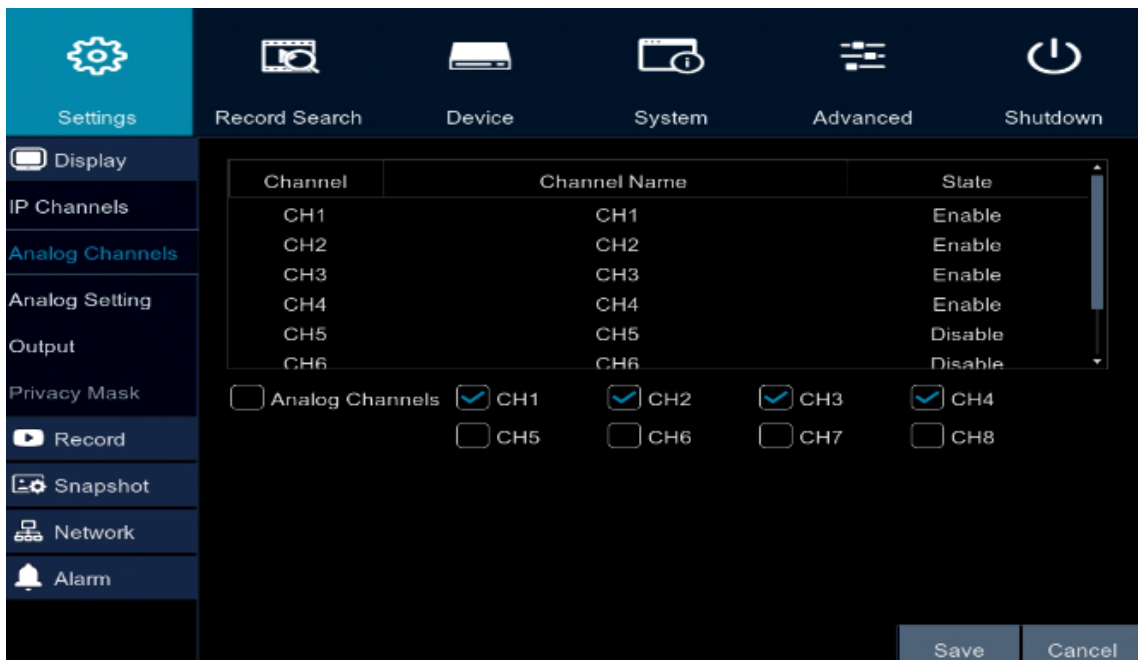 Settings Record Search Device System Advanced Shutdown
Display
IP Channels
Analog Channels
Analog Setting
Output
Privacy Mask
Record
Snapshot
Network
Alarm
Channel Channel Name State
CH1 CH1 Enable
CH2 CH2 Enable
CH3 CH3 Enable
CH4 CH4 Enable
CH5 CH5 Disable
CH6 CH6 Disable
Analog Channels CH1 CH2 CH3 CH4
CH5 CH6 CH7 CH8
Save Cancel